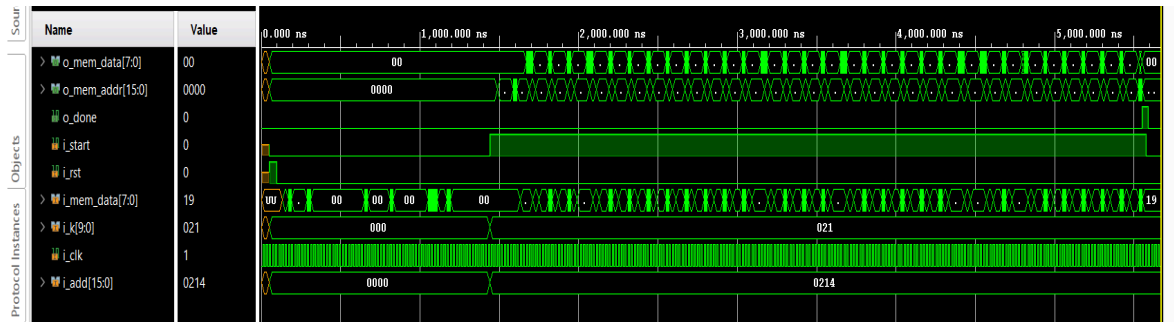 Sour
Objects
Protocol Instances
Name Value
0.000 ns 1,000.000 ns 2,000.000 ns 3,000.000 ns 4,000.000 ns 5,000.000 ns
o_mem_data[7:0] 00 00 00
o_mem_addr[15:0] 0000 0000
o_done 0
i_start 0
i_rst 0
i_mem_data[7:0] 19 UU 00 00 00 00 19
i_k[9:0] 021 000 021
i_clk 1
i_add[15:0] 0214 0000 0214